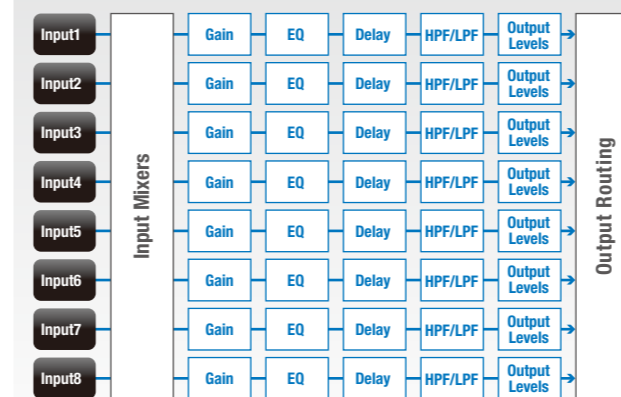 Input1 Gain EQ Delay HPF/LPF Output Levels
Input2 Gain EQ Delay HPF/LPF Output Levels
Input3 Gain EQ Delay HPF/LPF Output Levels
Input4 Gain EQ Delay HPF/LPF Output Levels
Input5 Gain EQ Delay HPF/LPF Output Levels
Input6 Gain EQ Delay HPF/LPF Output Levels
Input7 Gain EQ Delay HPF/LPF Output Levels
Input8 Gain EQ Delay HPF/LPF Output Levels
Input Mixers
Output Routing